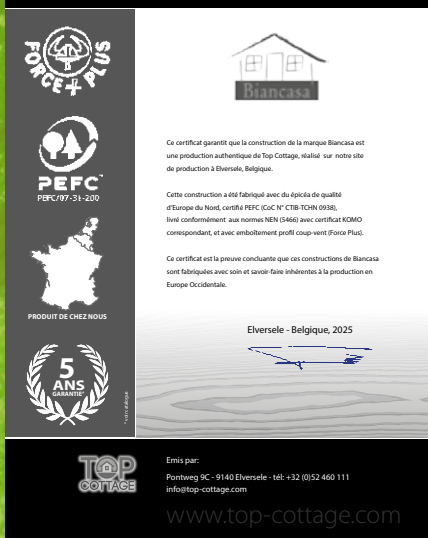 FORCE PLUS
PEFC™
PEFC/07-31-200
PRODUIT DE CHEZ NOUS
5
ANS
GARANTIE*
* voir catalogue
Biancasa
Ce certificat garantit que la construction de la marque Biancasa est
une production authentique de Top Cottage, réalisé sur notre site
de production à Elversele, Belgique.
Cette construction a été fabriqué avec du épicéa de qualité
d'Europe du Nord, certifié PEFC (CoC N° CTIB-TCHN 0938),
livré conformément aux normes NEN (5466) avec certificat KOMO
correspondant, et avec emboîtement profil coup-vent (Force Plus).
Ce certificat est la preuve concluante que ces constructions de Biancasa
sont fabriquées avec soin et savoir-faire inhérentes à la production en
Europe Occidentale.
Elversele - Belgique, 2025
TOP
COTTAGE
Emis par:
Pontweg 9C - 9140 Elversele - tél: +32 (0)52 460 111
info@top-cottage.com
www.top-cottage.com